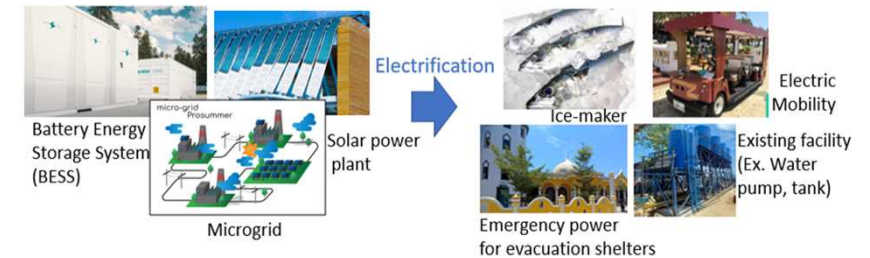 Battery Energy
Storage System
(BESS)
micro-grid
Prosummer
Microgrid
Solar power
plant
Electrification
Ice-maker
Electric
Mobility
Emergency power
for evacuation shelters
Existing facility
(Ex. Water
pump, tank)